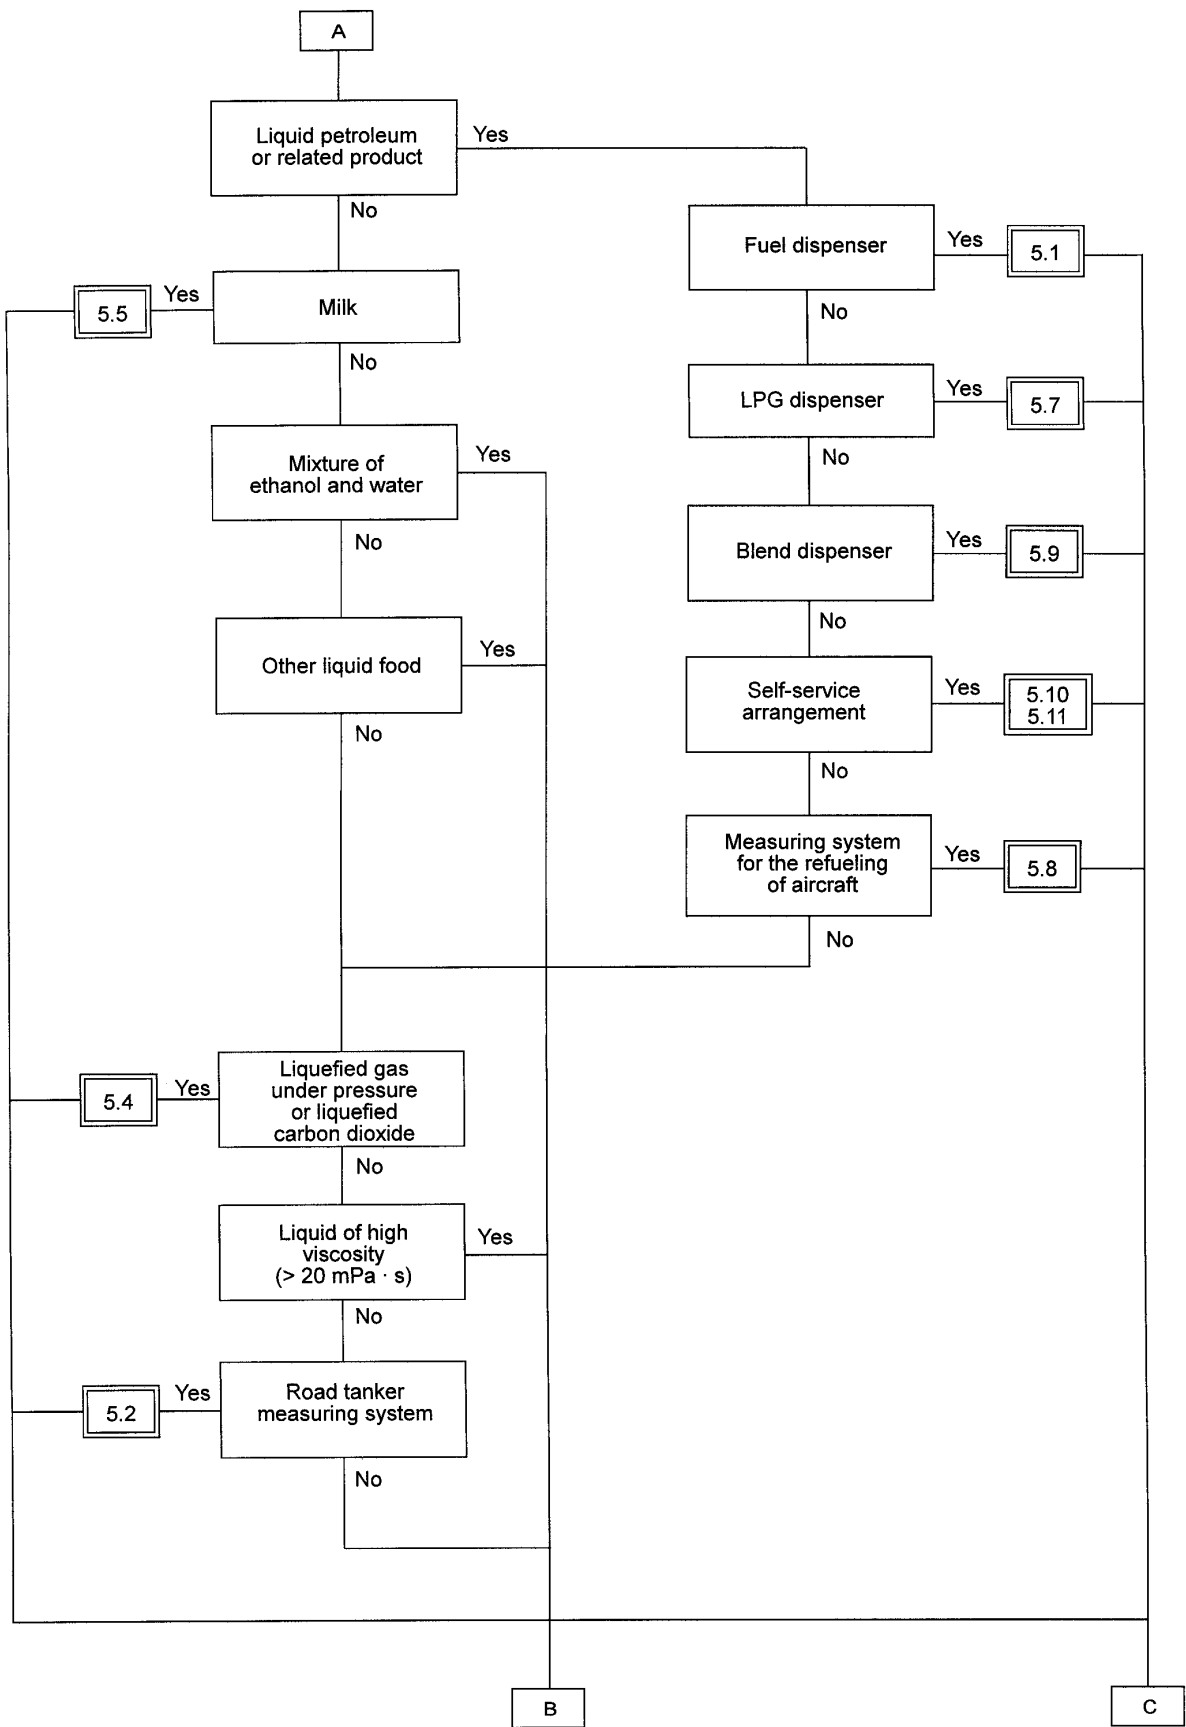 A
Liquid petroleum
or related product
Yes
No
Fuel dispenser
Yes
5.1
No
5.5
Yes
Milk
No
LPG dispenser
Yes
5.7
No
Mixture of
ethanol and water
Yes
No
Blend dispenser
Yes
5.9
No
Other liquid food
Yes
No
Self-service
arrangement
Yes
5.10
5.11
No
Measuring system
for the refueling
of aircraft
Yes
5.8
No
5.4
Yes
Liquefied gas
under pressure
or liquefied
carbon dioxide
No
Liquid of high
viscosity
(> 20 mPa · s)
Yes
No
5.2
Yes
Road tanker
measuring system
No
B
C